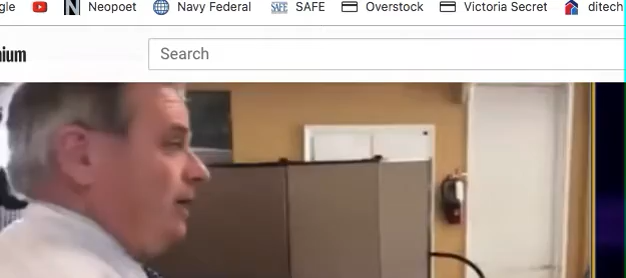 gle Neopoet Navy Federal SAFE SAFE Overstock Victoria Secret ditech
nium Search